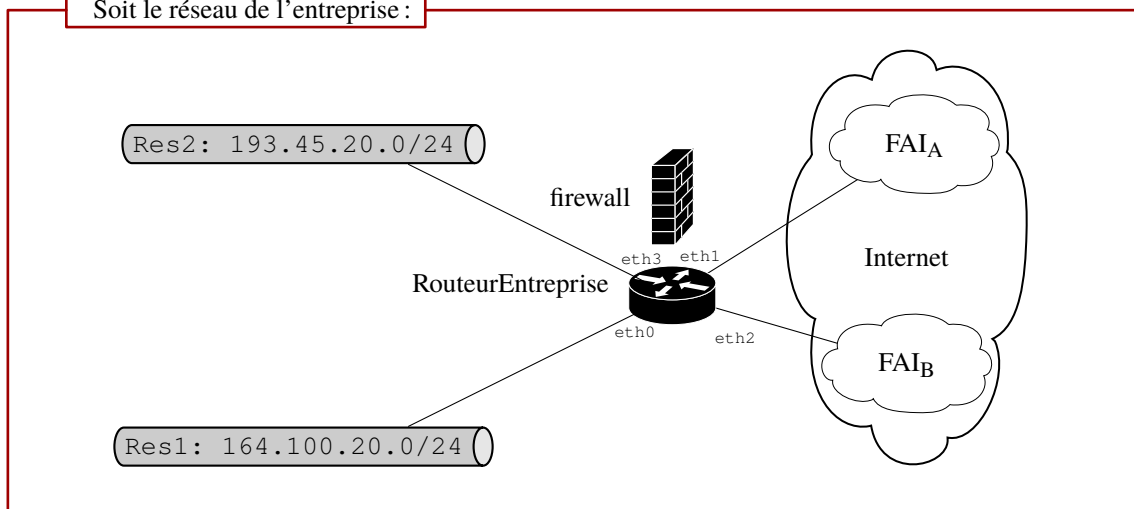 Soit le réseau de l'entreprise :
Res2: 193.45.20.0/24
FAIA
firewall
eth3
eth1
Internet
RouteurEntreprise
eth0
eth2
FAIB
Res1: 164.100.20.0/24